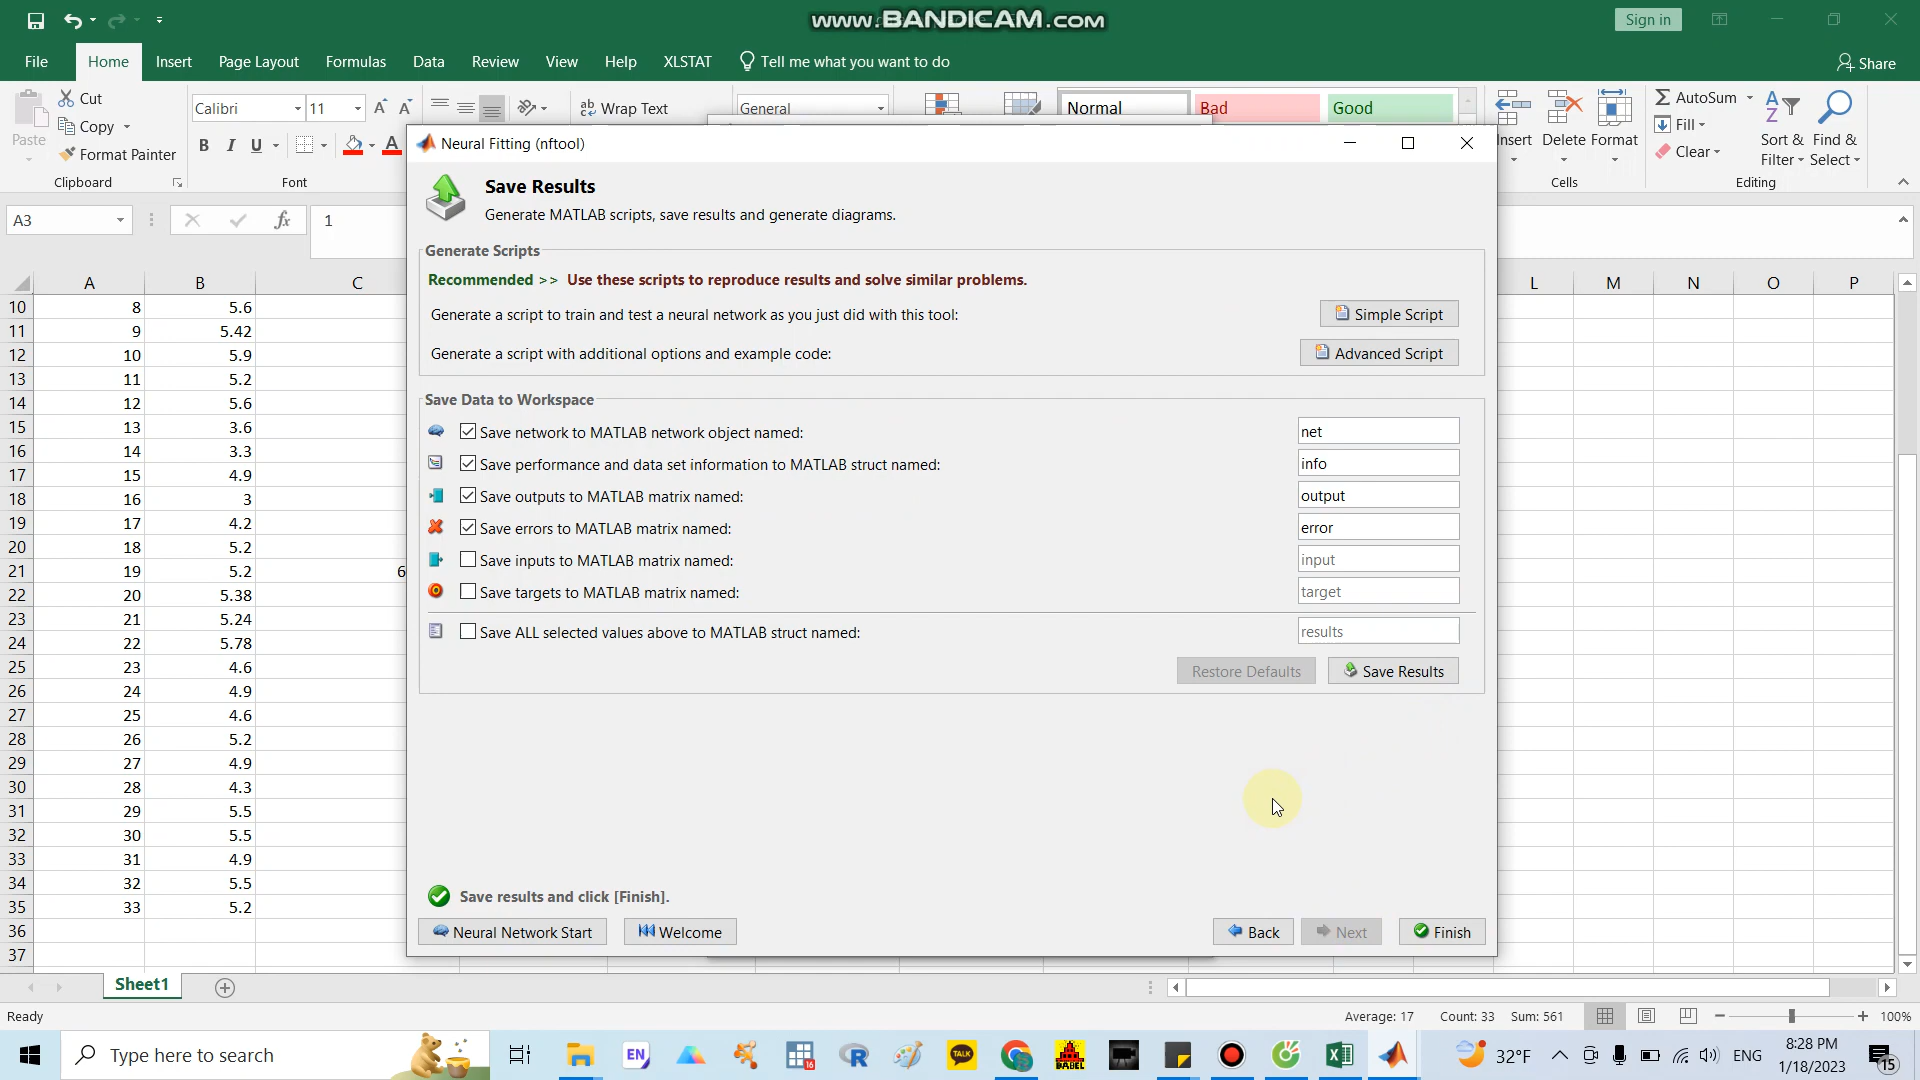 www.BANDICAM.com
Sign in
File Home Insert Page Layout Formulas Data Review View Help XLSTAT Tell me what you want to do Share
Cut
Copy
Paste
Format Painter
Clipboard
Calibri 11
B I U A
Font
ab Wrap Text
General
Normal Bad Good
Insert Delete Format
Cells
AutoSum
Fill
Clear
Sort & Filter
Find & Select
Editing
A3 fx 1
A B C L M N O P
10 8 5.6
11 9 5.42
12 10 5.9
13 11 5.2
14 12 5.6
15 13 3.6
16 14 3.3
17 15 4.9
18 16 3
19 17 4.2
20 18 5.2
21 19 5.2 6
22 20 5.38
23 21 5.24
24 22 5.78
25 23 4.6
26 24 4.9
27 25 4.6
28 26 5.2
29 27 4.9
30 28 4.3
31 29 5.5
32 30 5.5
33 31 4.9
34 32 5.5
35 33 5.2
36
37
Neural Fitting (nftool)
Save Results
Generate MATLAB scripts, save results and generate diagrams.
Generate Scripts
Recommended >> Use these scripts to reproduce results and solve similar problems.
Generate a script to train and test a neural network as you just did with this tool: Simple Script
Generate a script with additional options and example code: Advanced Script
Save Data to Workspace
Save network to MATLAB network object named: net
Save performance and data set information to MATLAB struct named: info
Save outputs to MATLAB matrix named: output
Save errors to MATLAB matrix named: error
Save inputs to MATLAB matrix named: input
Save targets to MATLAB matrix named: target
Save ALL selected values above to MATLAB struct named: results
Restore Defaults Save Results
Save results and click [Finish].
Neural Network Start Welcome Back Next Finish
Sheet1
Ready Average: 17 Count: 33 Sum: 561 100%
Type here to search
EN
16
R
TALK
BABEL
32°F
ENG
8:28 PM
1/18/2023
15